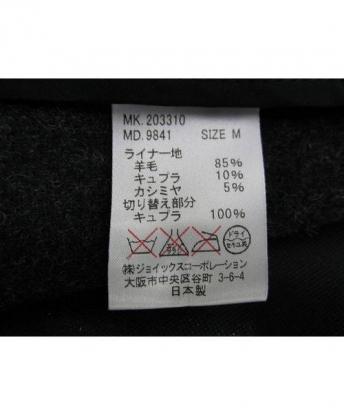 MK. 203310
MD. 9841 SIZE M
ライナー地
羊毛 85%
キュプラ 10%
カシミヤ 5%
切り替え部分
キュプラ 100%
ドライ
㈱ジョイックスコーポレーション
大阪市中央区谷町 3-6-4
日本製